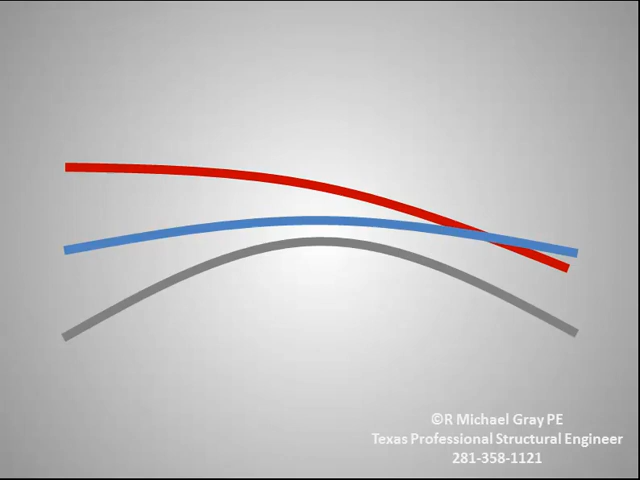 ©R Michael Gray PE
Texas Professional Structural Engineer
281-358-1121